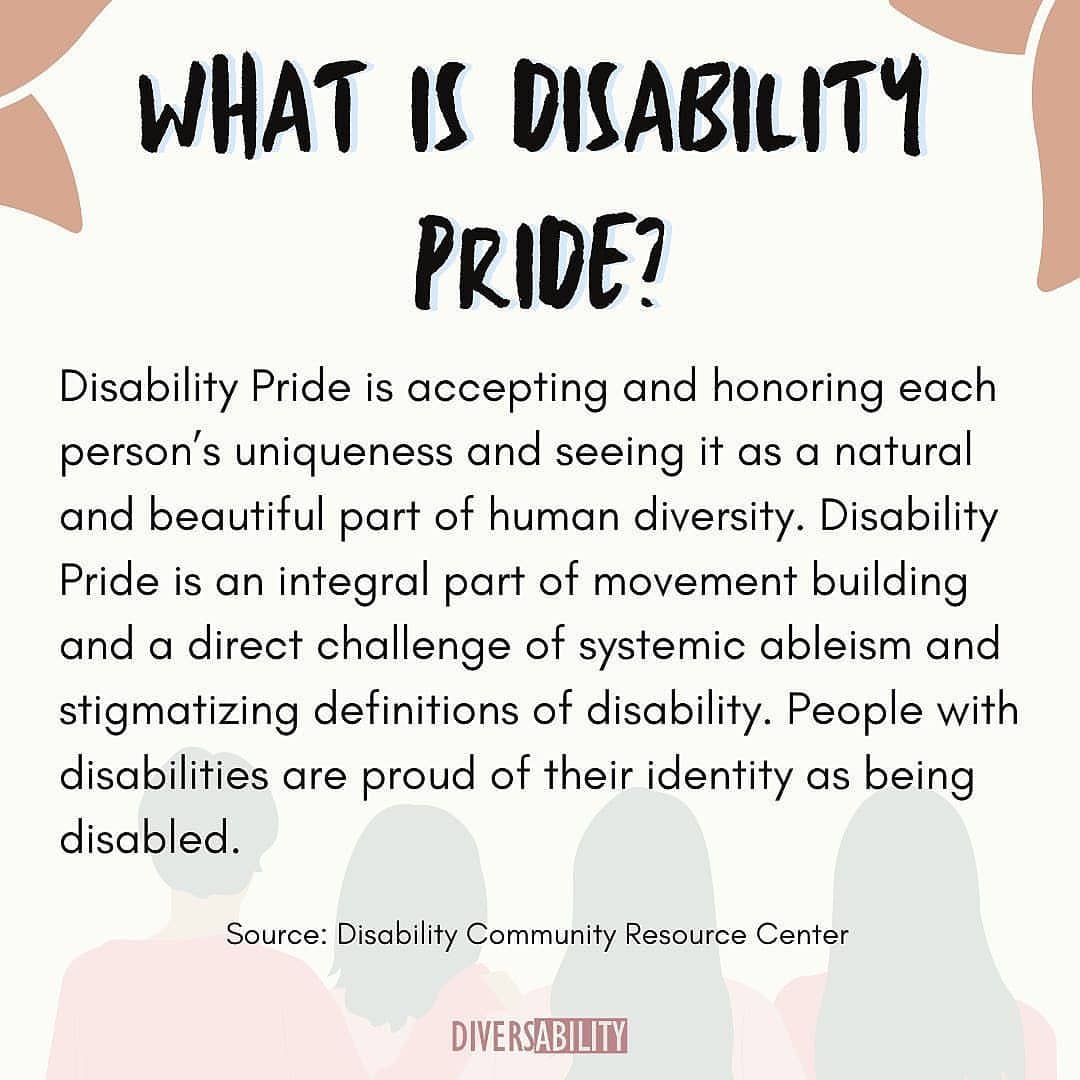 WHAT IS DISABILITY
PRIDE?
Disability Pride is accepting and honoring each
person’s uniqueness and seeing it as a natural
and beautiful part of human diversity. Disability
Pride is an integral part of movement building
and a direct challenge of systemic ableism and
stigmatizing definitions of disability. People with
disabilities are proud of their identity as being
disabled.
Source: Disability Community Resource Center
DIVERSABILITY